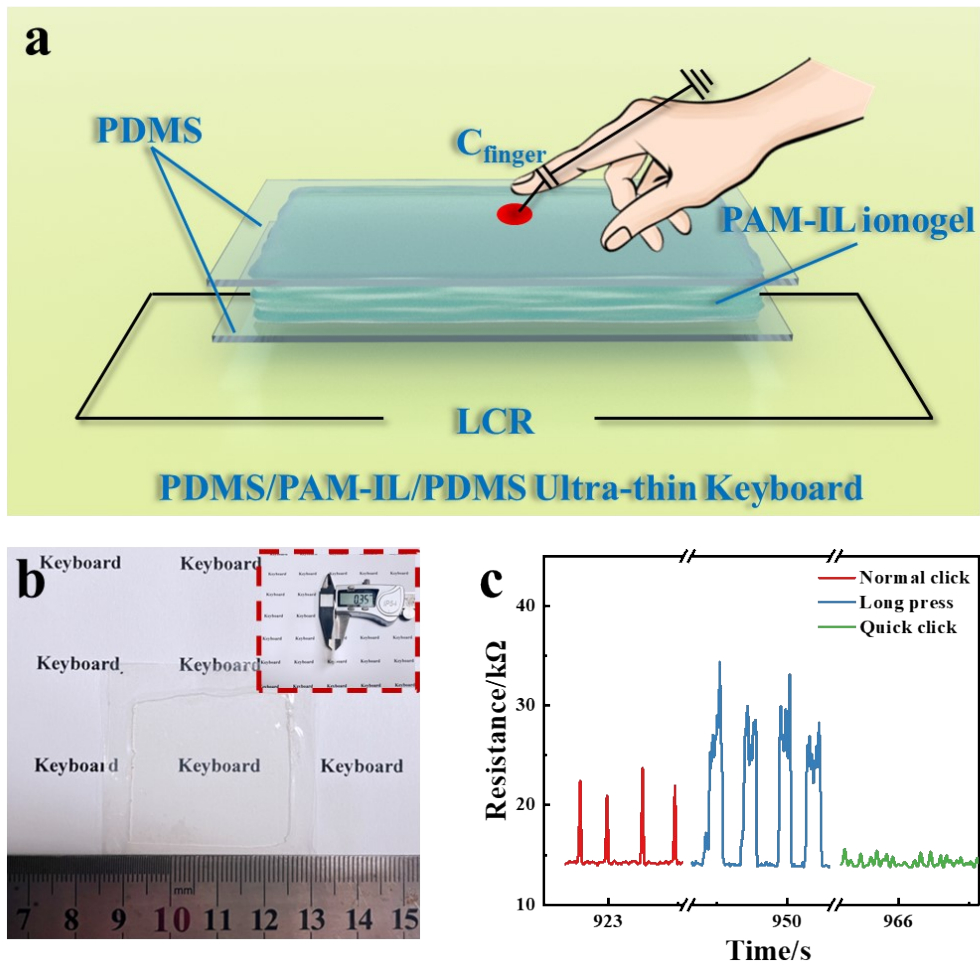 a
PDMS
C_finger
PAM-IL ionogel
LCR
PDMS/PAM-IL/PDMS Ultra-thin Keyboard
b
Keyboard Keyboard
Keyboard Keyboard
Keyboard Keyboard Keyboard
mm
7 8 9 10 11 12 13 14 15
c
Normal click
Long press
Quick click
40
30
20
10
Resistance/kΩ
923 950 966
Time/s